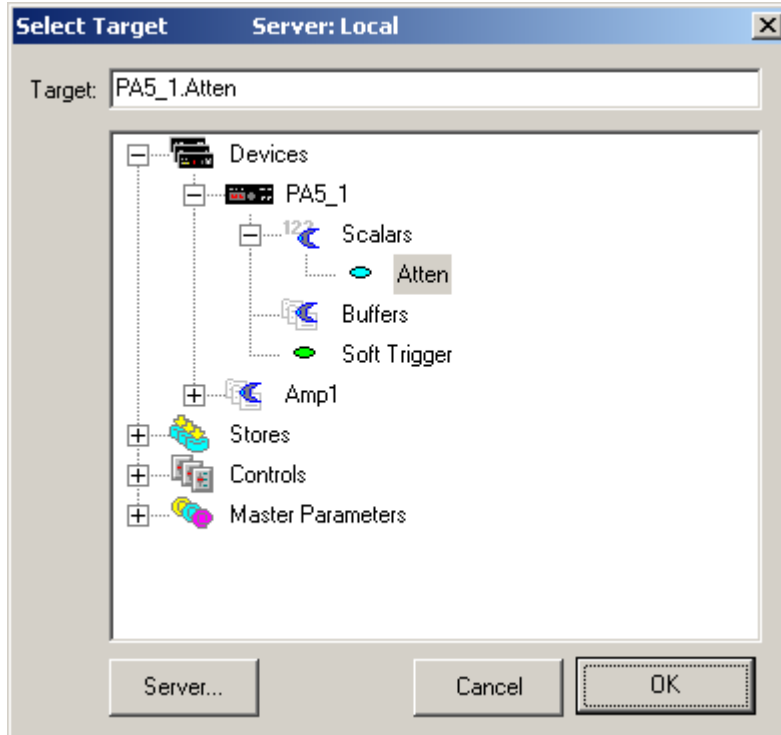 Select Target Server: Local
Target: PA5_1.Atten
Devices
PA5_1
123 Scalars
Atten
Buffers
Soft Trigger
Amp1
Stores
Controls
Master Parameters
Server... Cancel OK